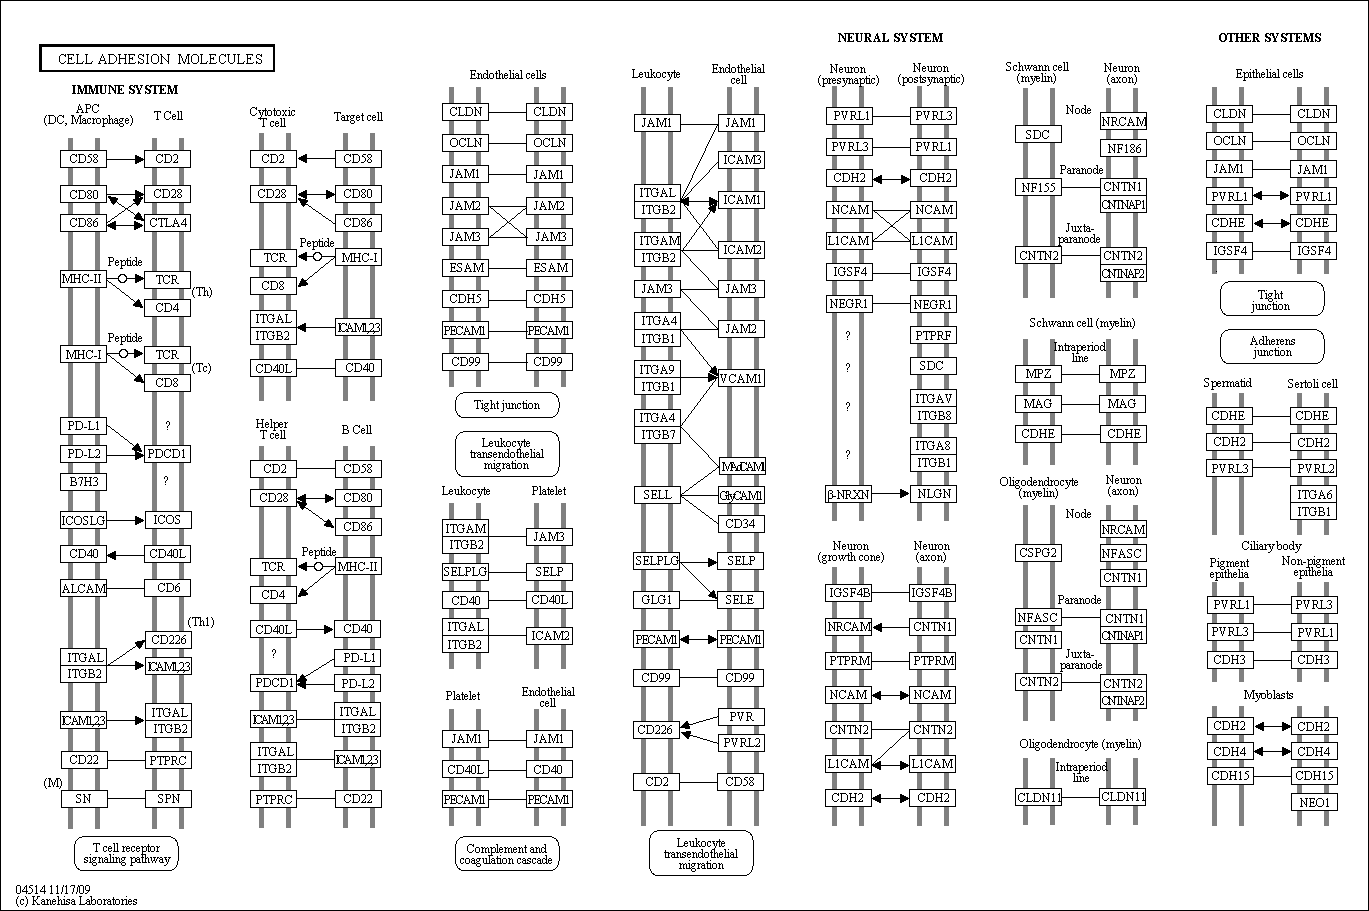 CELL ADHESION MOLECULES
IMMUNE SYSTEM
APC
(DC, Macrophage)
T Cell
CD58
CD2
CD80
CD28
CD86
CTLA4
Peptide
MHC-II
TCR
(Th)
CD4
Peptide
MHC-I
TCR
(Tc)
CD8
PD-L1
?
PD-L2
PDCD1
B7H3
?
ICOSLG
ICOS
CD40
CD40L
ALCAM
CD6
(Th1)
CD226
ITGAL
ITGB2
ICAM1,2,3
ICAM1,2,3
ITGAL
ITGB2
CD22
PTPRC
(M)
SN
SPN
T cell receptor
signaling pathway
Cytotoxic
T cell
Target cell
CD2
CD58
CD28
CD80
CD86
Peptide
TCR
MHC-I
CD8
ITGAL
ITGB2
ICAM1,2,3
CD40L
CD40
Helper
T cell
B Cell
CD2
CD58
CD28
CD80
CD86
Peptide
TCR
MHC-II
CD4
CD40L
CD40
?
PD-L1
PDCD1
PD-L2
ICAM1,2,3
ITGAL
ITGB2
ITGAL
ITGB2
ICAM1,2,3
PTPRC
CD22
Endothelial cells
CLDN
CLDN
OCLN
OCLN
JAM1
JAM1
JAM2
JAM2
JAM3
JAM3
ESAM
ESAM
CDH5
CDH5
PECAM1
PECAM1
CD99
CD99
Tight junction
Leukocyte
transendothelial
migration
Leukocyte
Platelet
ITGAM
ITGB2
JAM3
SELPLG
SELP
CD40
CD40L
ITGAL
ITGB2
ICAM2
Platelet
Endothelial
cell
JAM1
JAM1
CD40L
CD40
PECAM1
PECAM1
Complement and
coagulation cascade
Leukocyte
Endothelial
cell
JAM1
JAM1
ICAM3
ITGAL
ITGB2
ICAM1
ITGAM
ITGB2
ICAM2
JAM3
JAM3
ITGA4
ITGB1
JAM2
ITGA9
ITGB1
VCAM1
ITGA4
ITGB7
MAdCAM1
SELL
GlyCAM1
CD34
SELPLG
SELP
GLG1
SELE
PECAM1
PECAM1
CD99
CD99
PVR
CD226
PVRL2
CD2
CD58
Leukocyte
transendothelial
migration
NEURAL SYSTEM
Neuron
(presynaptic)
Neuron
(postsynaptic)
PVRL1
PVRL3
PVRL3
PVRL1
CDH2
CDH2
NCAM
NCAM
L1CAM
L1CAM
IGSF4
IGSF4
NEGR1
NEGR1
?
PTPRF
?
SDC
?
ITGAV
ITGB8
?
ITGA8
ITGB1
β-NRXN
NLGN
Neuron
(growth cone)
Neuron
(axon)
IGSF4B
IGSF4B
NRCAM
CNTN1
PTPRM
PTPRM
NCAM
NCAM
CNTN2
CNTN2
L1CAM
L1CAM
CDH2
CDH2
Schwann cell
(myelin)
Neuron
(axon)
Node
NRCAM
SDC
NF186
Paranode
NF155
CNTN1
CNTNAP1
Juxta-
paranode
CNTN2
CNTN2
CNTNAP2
Schwann cell (myelin)
Intraperiod
line
MPZ
MPZ
MAG
MAG
CDHE
CDHE
Oligodendrocyte
(myelin)
Neuron
(axon)
Node
NRCAM
CSPG2
NFASC
CNTN1
Paranode
NFASC
CNTN1
CNTN1
CNTNAP1
Juxta-
paranode
CNTN2
CNTN2
CNTNAP2
Oligodendrocyte (myelin)
Intraperiod
line
CLDN11
CLDN11
OTHER SYSTEMS
Epithelial cells
CLDN
CLDN
OCLN
OCLN
JAM1
JAM1
PVRL1
PVRL1
CDHE
CDHE
IGSF4
IGSF4
Tight
junction
Adherens
junction
Spermatid
Sertoli cell
CDHE
CDHE
CDH2
CDH2
PVRL3
PVRL2
ITGA6
ITGB1
Ciliary body
Pigment
epithelia
Non-pigment
epithelia
PVRL1
PVRL3
PVRL3
PVRL1
CDH3
CDH3
Myoblasts
CDH2
CDH2
CDH4
CDH4
CDH15
CDH15
NEO1
04514 11/17/09
(c) Kanehisa Laboratories